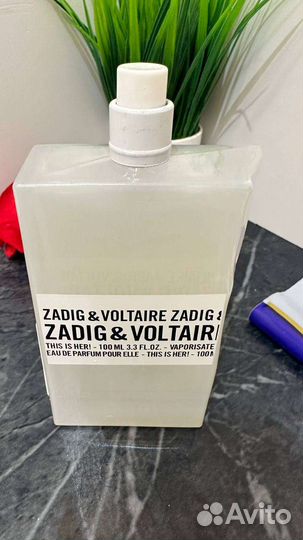 ZADIG & VOLTAIRE ZADIG &
ZADIG & VOLTAIR
THIS IS HER! - 100 ML 3.3 FL.OZ. - VAPORISATE
EAU DE PARFUM POUR ELLE - THIS IS HER! - 100 M
Avito